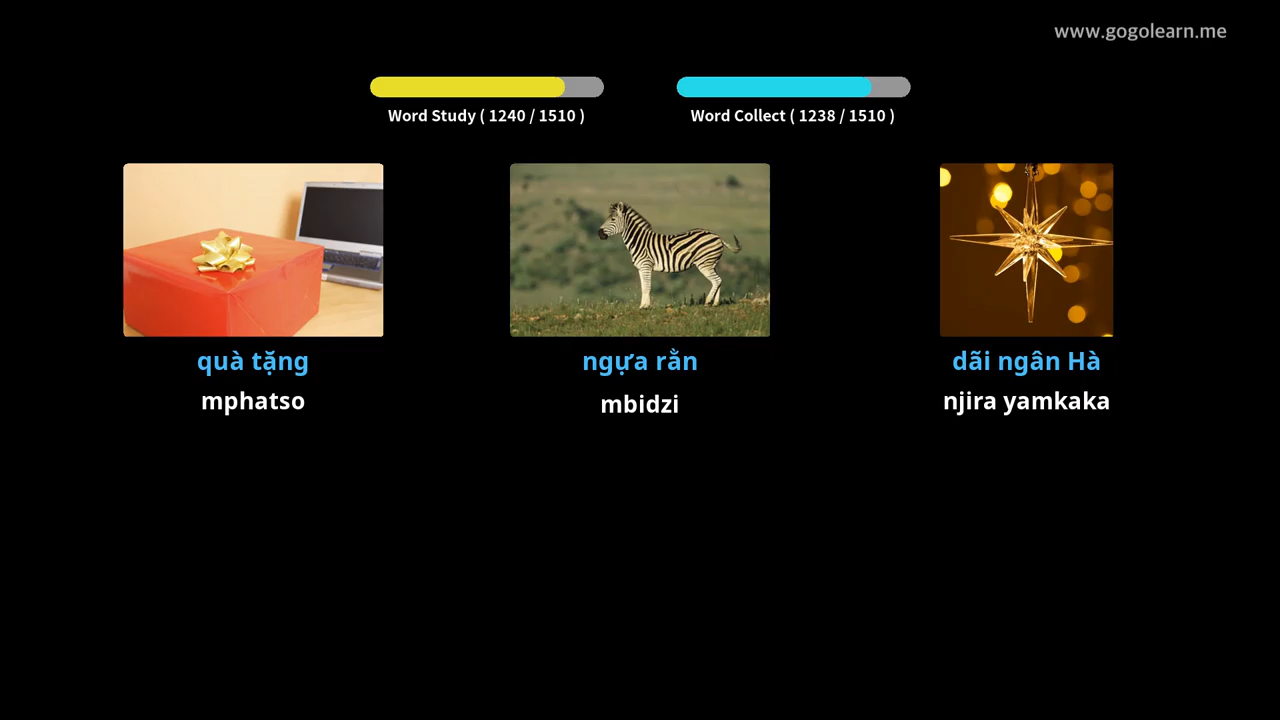 www.gogolearn.me
Word Study ( 1240 / 1510 )
Word Collect ( 1238 / 1510 )
quà tặng
mphatso
ngựa rằn
mbidzi
dãi ngân Hà
njira yamkaka